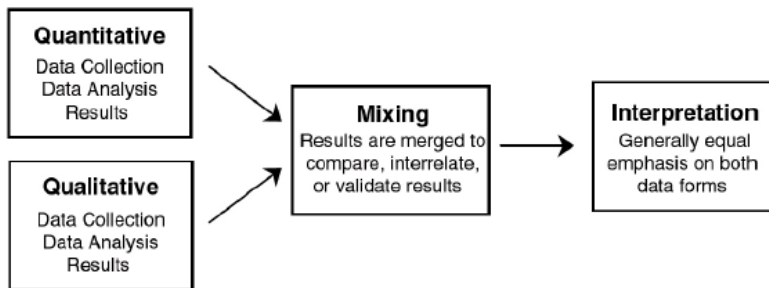 Quantitative
Data Collection
Data Analysis
Results
Qualitative
Data Collection
Data Analysis
Results
Mixing
Results are merged to
compare, interrelate,
or validate results
Interpretation
Generally equal
emphasis on both
data forms